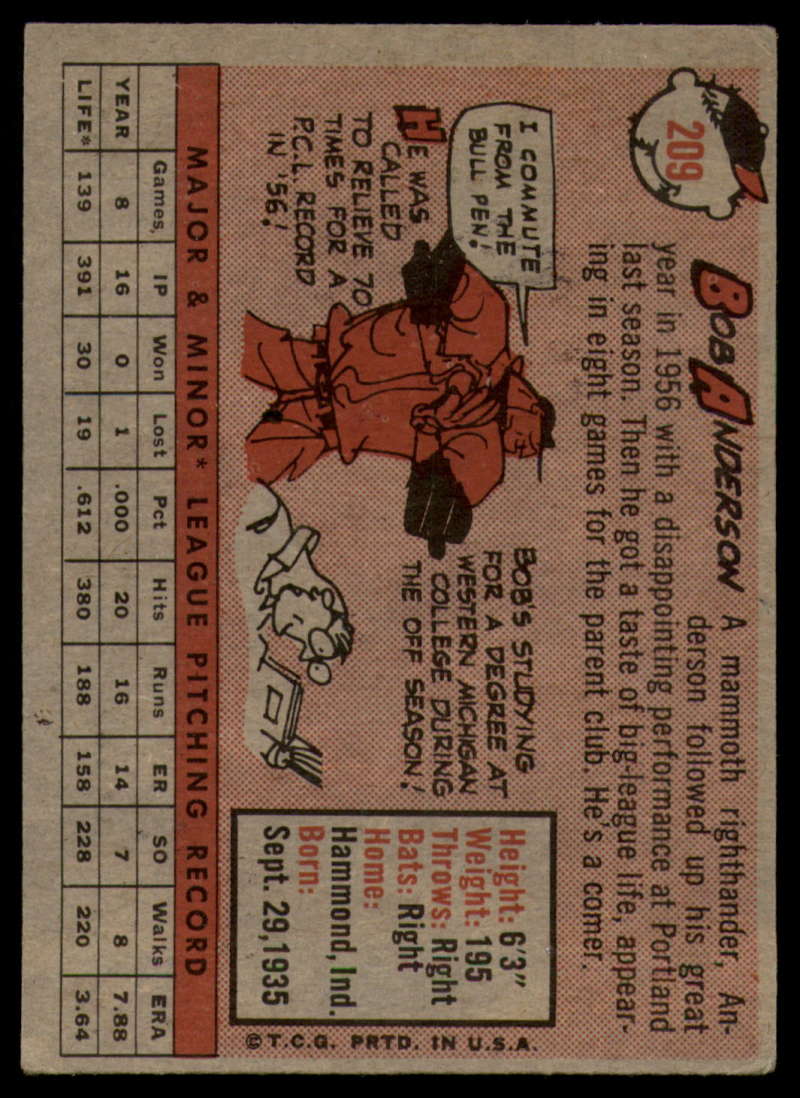 209
BOB ANDERSON
A mammoth righthander, An-
derson followed up his great
year in 1956 with a disappointing performance at Portland
last season. Then he got a taste of big-league life, appear-
ing in eight games for the parent club. He's a comer.
I COMMUTE
FROM THE
BULL PEN!
HE WAS
CALLED
TO RELIEVE 70
TIMES FOR A
P.C.L. RECORD
IN '56!
BOB'S STUDYING
FOR A DEGREE AT
WESTERN MICHIGAN
COLLEGE DURING
THE OFF SEASON!
Height: 6'3"
Weight: 195
Throws: Right
Bats: Right
Home:
Hammond, Ind.
Born:
Sept. 29, 1935
© T.C.G. PRTD. IN U.S.A.
MAJOR & MINOR* LEAGUE PITCHING RECORD
Games, IP Won Lost Pct Hits Runs ER SO Walks ERA
YEAR 8 16 0 1 .000 20 16 14 7 8 7.88
LIFE* 139 391 30 19 .612 380 188 158 228 220 3.64